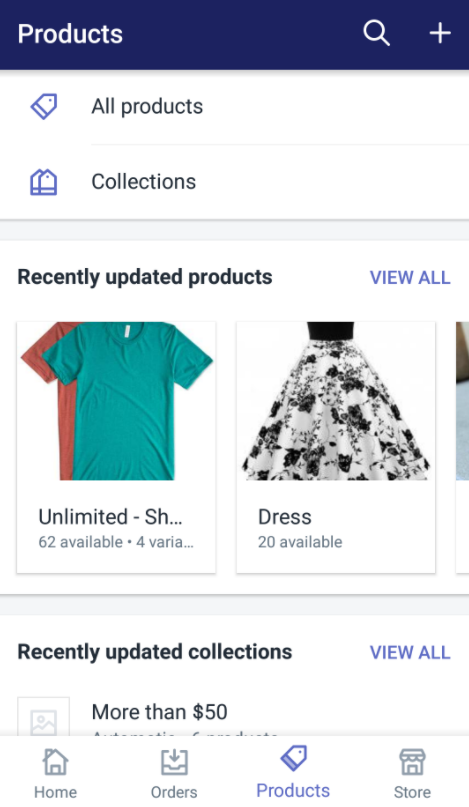 Products
All products
Collections
Recently updated products VIEW ALL
Unlimited - Sh... Dress
62 available • 4 varia... 20 available
Recently updated collections VIEW ALL
More than $50
Home Orders Products Store